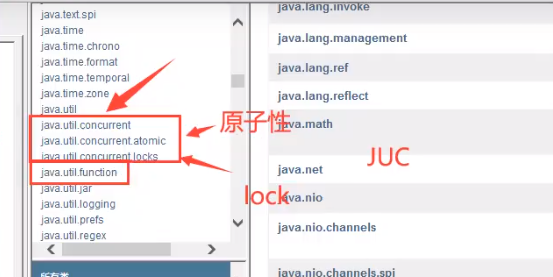 java.text.spi
java.time
java.time.chrono
java.time.format
java.time.temporal
java.time.zone
java.util
java.util.concurrent
java.util.concurrent.atomic
java.util.concurrent.locks
java.util.function
java.util.jar
java.util.logging
java.util.prefs
java.util.regex
所有类
原子性
lock
java.lang.invoke
java.lang.management
java.lang.ref
java.lang.reflect
java.math
JUC
java.net
java.nio
java.nio.channels
java.nio.channels.spi